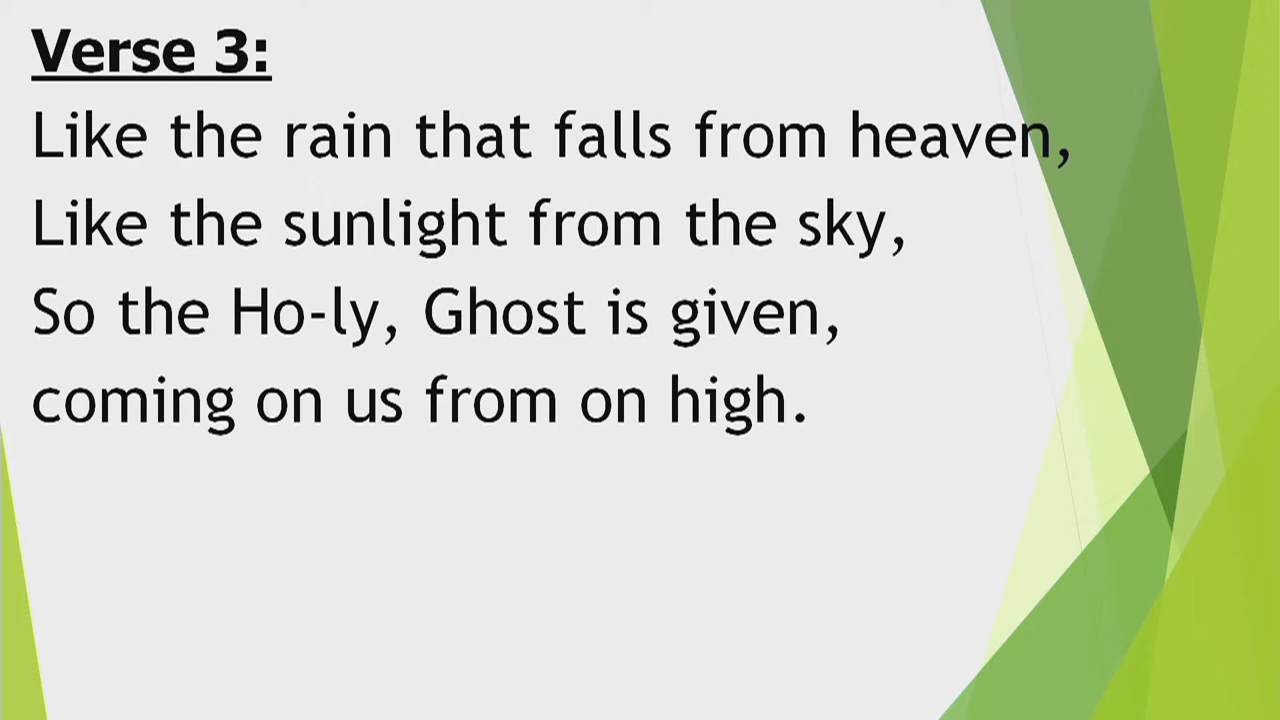 Verse 3:
Like the rain that falls from heaven,
Like the sunlight from the sky,
So the Ho-ly, Ghost is given,
coming on us from on high.